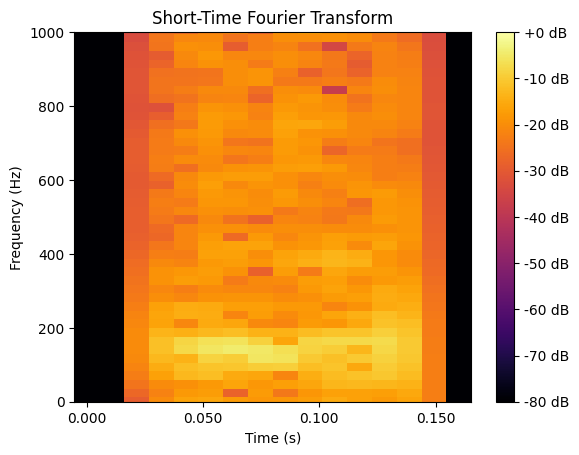 Short-Time Fourier Transform
1000
800
600
400
200
0
Frequency (Hz)
0.000
0.050
0.100
0.150
Time (s)
+0 dB
-10 dB
-20 dB
-30 dB
-40 dB
-50 dB
-60 dB
-70 dB
-80 dB